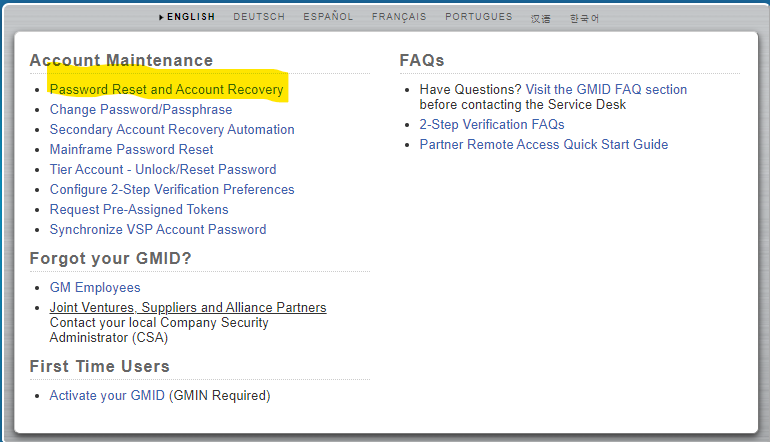 ENGLISH DEUTSCH ESPAÑOL FRANÇAIS PORTUGUES 汉语 한국어
Account Maintenance
Password Reset and Account Recovery
Change Password/Passphrase
Secondary Account Recovery Automation
Mainframe Password Reset
Tier Account - Unlock/Reset Password
Configure 2-Step Verification Preferences
Request Pre-Assigned Tokens
Synchronize VSP Account Password
Forgot your GMID?
GM Employees
Joint Ventures, Suppliers and Alliance Partners
Contact your local Company Security
Administrator (CSA)
First Time Users
Activate your GMID (GMIN Required)
FAQs
Have Questions? Visit the GMID FAQ section
before contacting the Service Desk
2-Step Verification FAQs
Partner Remote Access Quick Start Guide